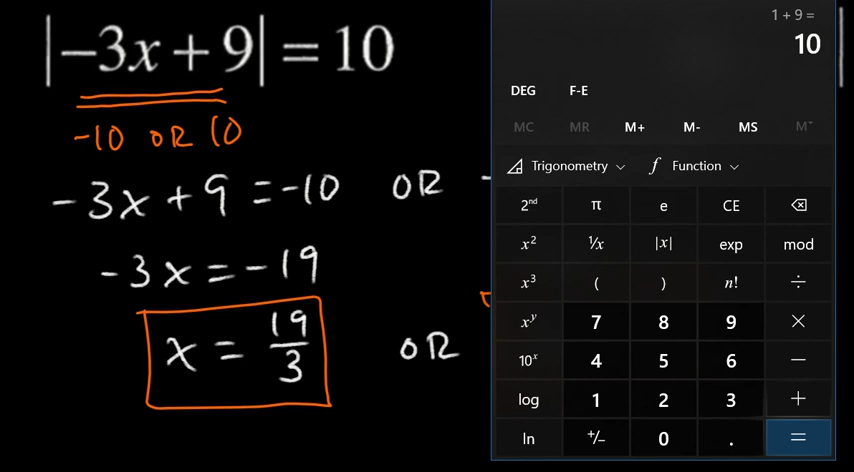 |−3x + 9| = 10
-10 OR 10
-3x + 9 = -10 OR -
-3x = -19
x = 19/3 OR
1 + 9 =
10
DEG F-E
MC MR M+ M- MS M˅
Trigonometry f Function
2ⁿᵈ π e CE
x² ¹/x |x| exp mod
x³ ( ) n! ÷
xʸ 7 8 9 ×
10ˣ 4 5 6 −
log 1 2 3 +
ln +/− 0 . =